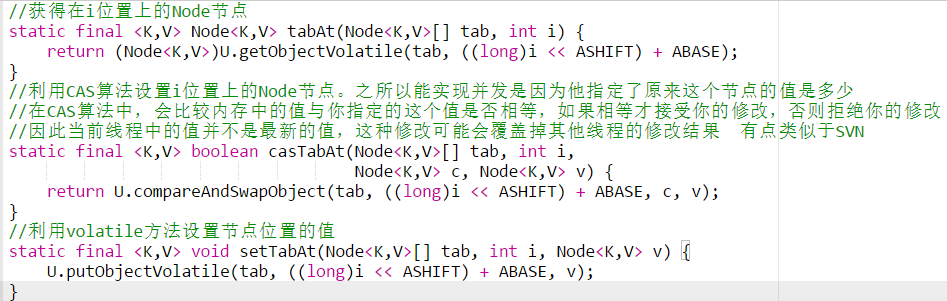 //获得在i位置上的Node节点
static final <K,V> Node<K,V> tabAt(Node<K,V>[] tab, int i) {
    return (Node<K,V>)U.getObjectVolatile(tab, ((long)i << ASHIFT) + ABASE);
}
//利用CAS算法设置i位置上的Node节点。之所以能实现并发是因为他指定了原来这个节点的值是多少
//在CAS算法中，会比较内存中的值与你指定的这个值是否相等，如果相等才接受你的修改，否则拒绝你的修改
//因此当前线程中的值并不是最新的值，这种修改可能会覆盖掉其他线程的修改结果  有点类似于SVN
static final <K,V> boolean casTabAt(Node<K,V>[] tab, int i,
                                    Node<K,V> c, Node<K,V> v) {
    return U.compareAndSwapObject(tab, ((long)i << ASHIFT) + ABASE, c, v);
}
//利用volatile方法设置节点位置的值
static final <K,V> void setTabAt(Node<K,V>[] tab, int i, Node<K,V> v) {
    U.putObjectVolatile(tab, ((long)i << ASHIFT) + ABASE, v);
}